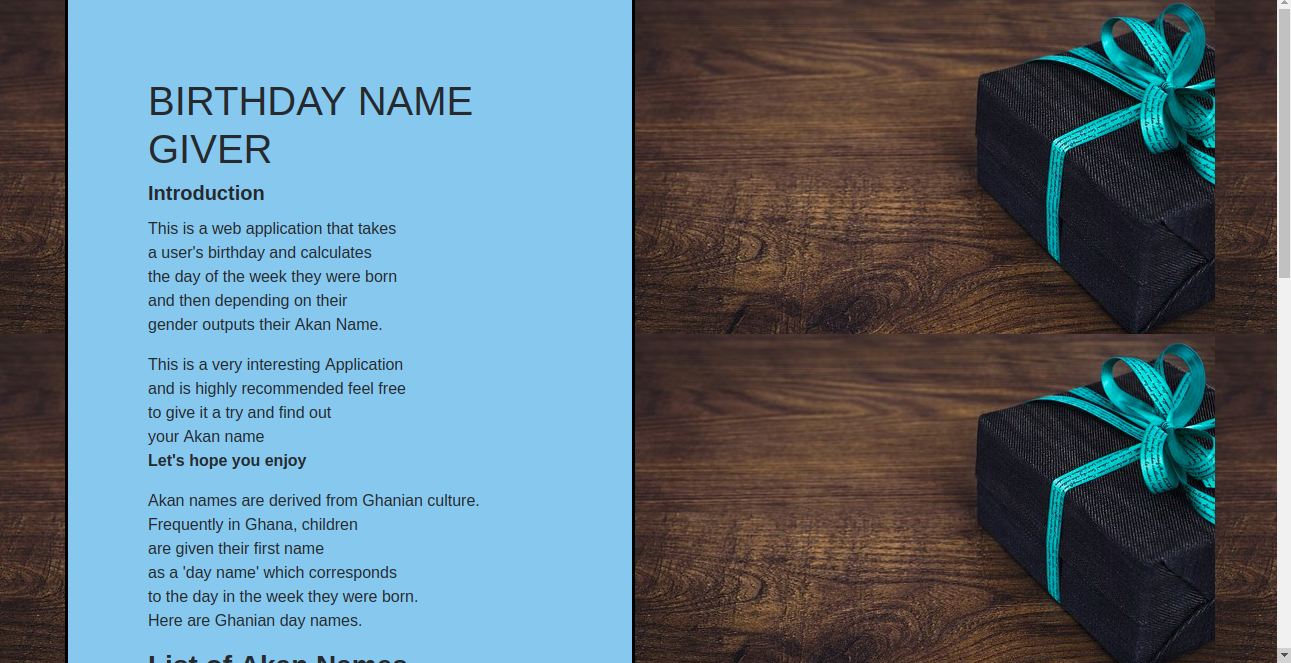 BIRTHDAY NAME
GIVER
Introduction
This is a web application that takes
a user's birthday and calculates
the day of the week they were born
and then depending on their
gender outputs their Akan Name.
This is a very interesting Application
and is highly recommended feel free
to give it a try and find out
your Akan name
Let's hope you enjoy
Akan names are derived from Ghanian culture.
Frequently in Ghana, children
are given their first name
as a 'day name' which corresponds
to the day in the week they were born.
Here are Ghanian day names.
List of Akan Names